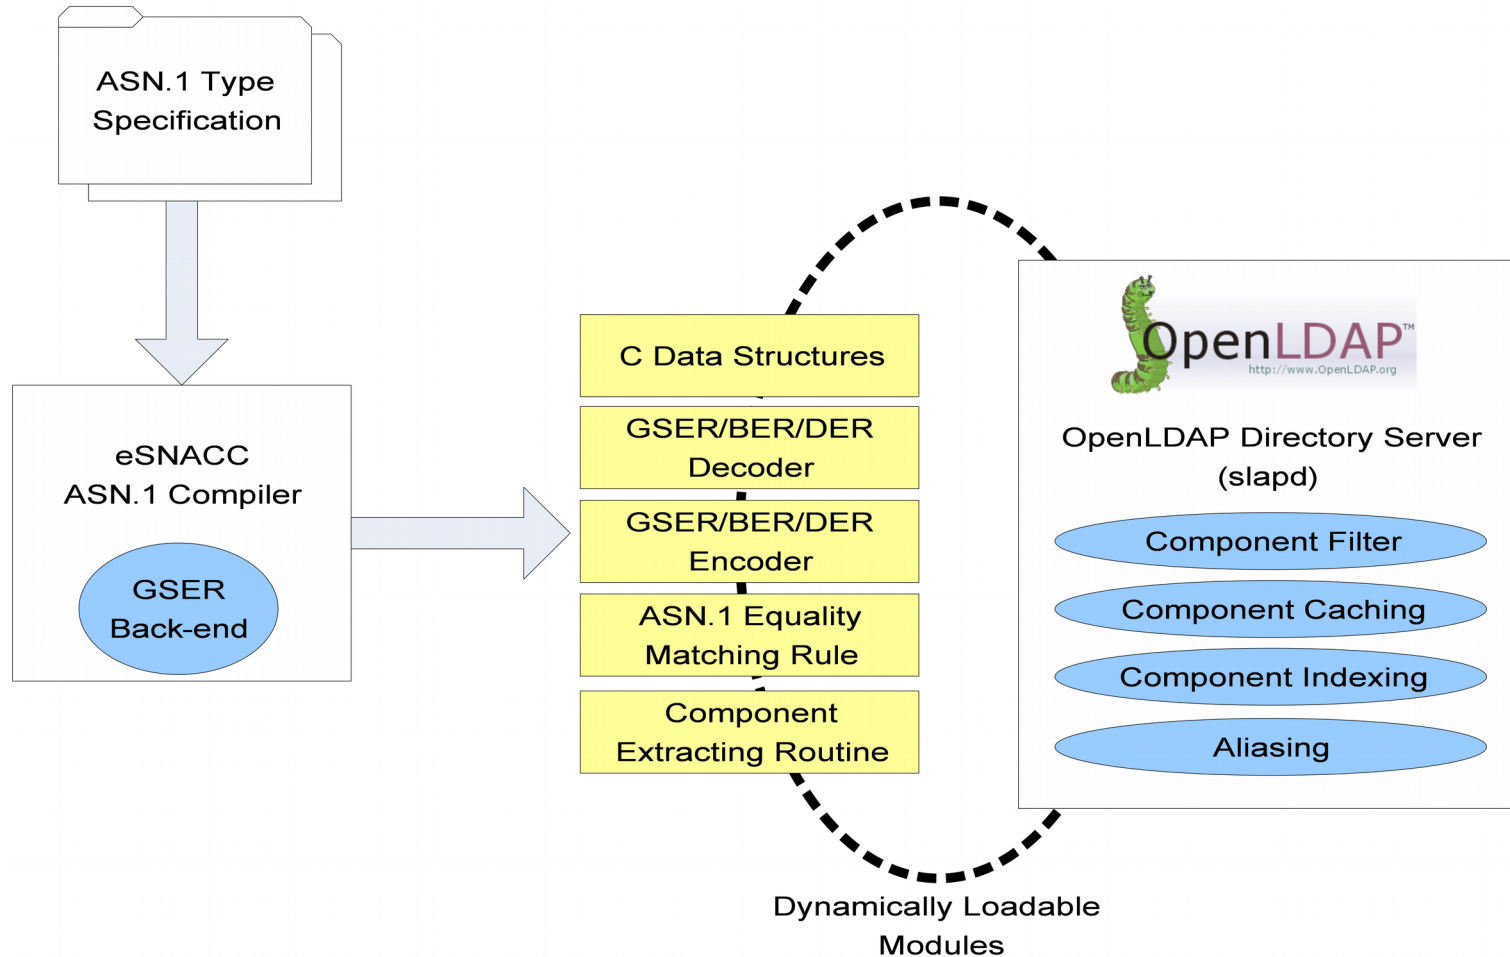 ASN.1 Type
Specification
eSNACC
ASN.1 Compiler
GSER
Back-end
C Data Structures
GSER/BER/DER
Decoder
GSER/BER/DER
Encoder
ASN.1 Equality
Matching Rule
Component
Extracting Routine
Dynamically Loadable
Modules
OpenLDAP™
http://www.OpenLDAP.org
OpenLDAP Directory Server
(slapd)
Component Filter
Component Caching
Component Indexing
Aliasing